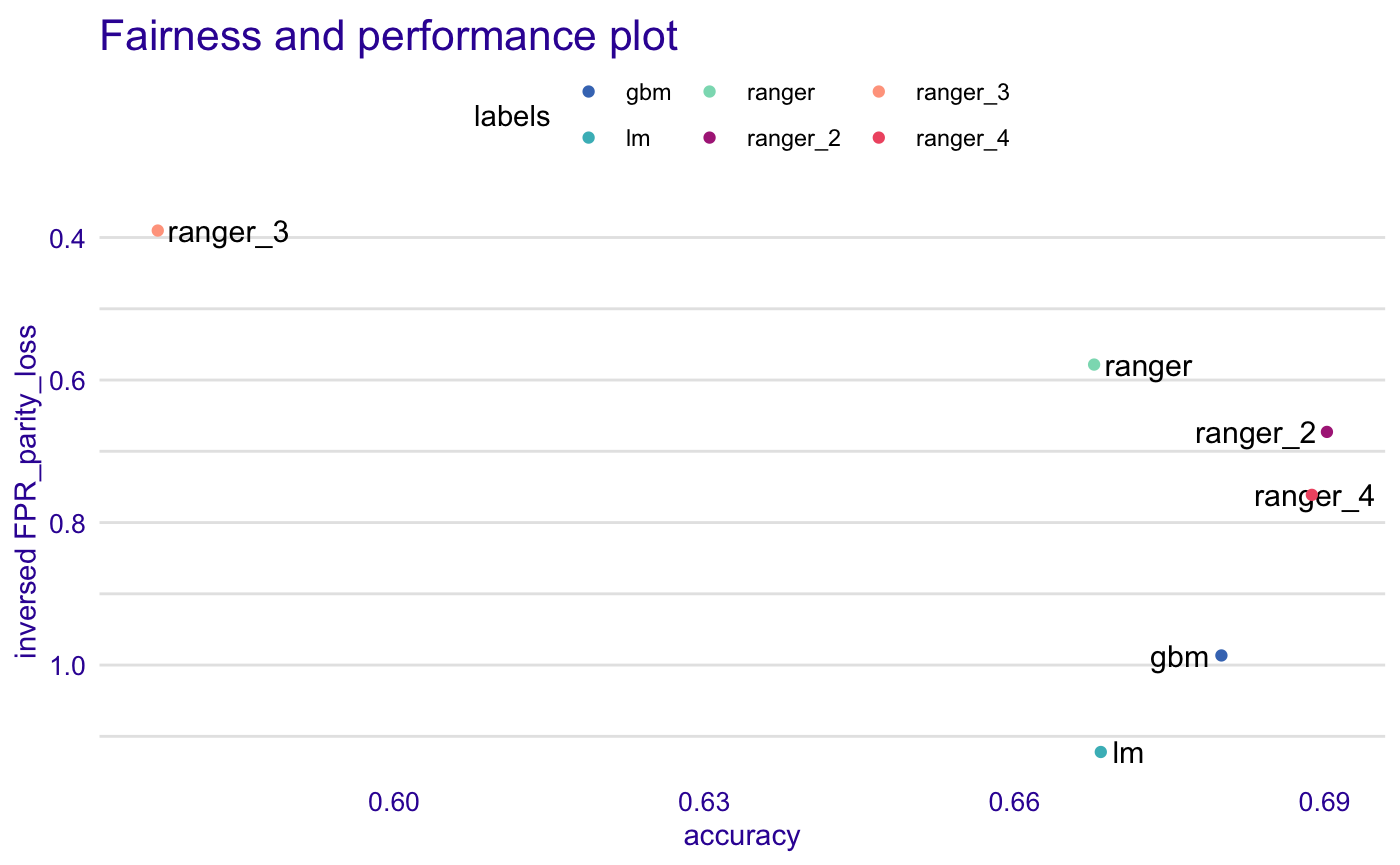 Fairness and performance plot
labels
gbm ranger ranger_3
lm ranger_2 ranger_4
inversed FPR_parity_loss
0.4
0.6
0.8
1.0
ranger_3
ranger
ranger_2
ranger_4
gbm
lm
0.60 0.63 0.66 0.69
accuracy